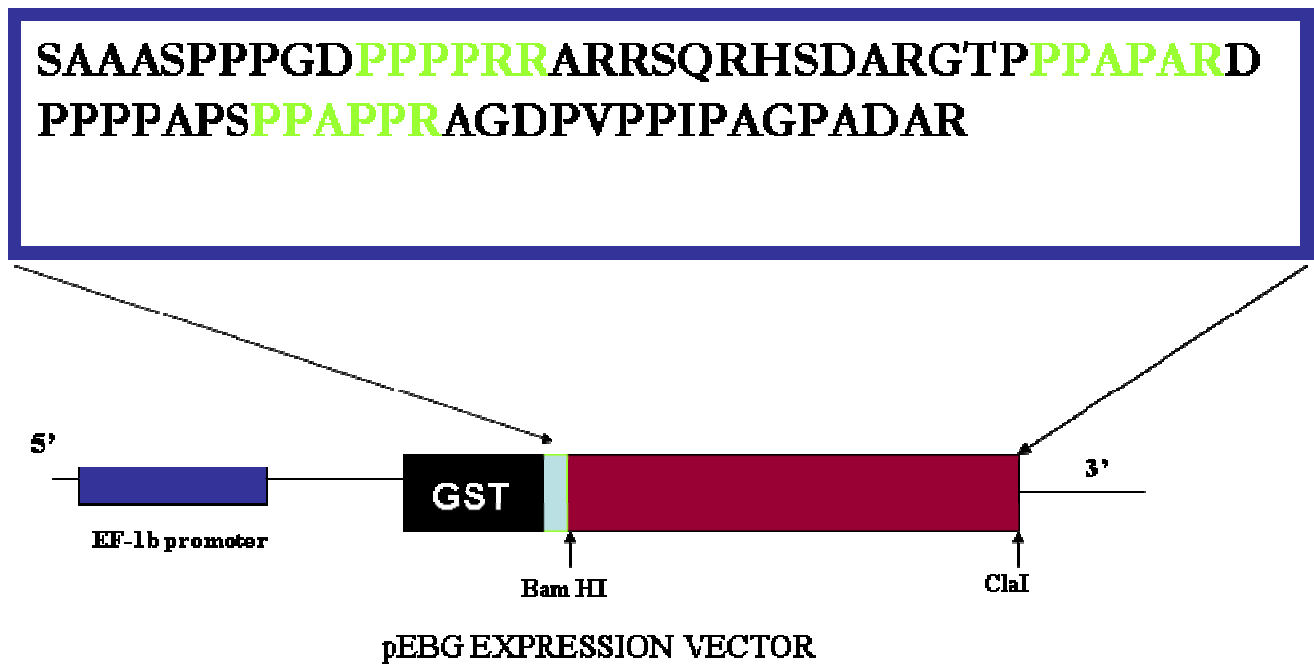 SAAASPPPGDPPPPRRARRSQRHSDARGTPPPAPARD
PPPPAPSPPAPPRAGDPVPPIPAGPADAR
5’
GST
3’
EF-1b promoter
Bam HI
ClaI
pEBG EXPRESSION VECTOR